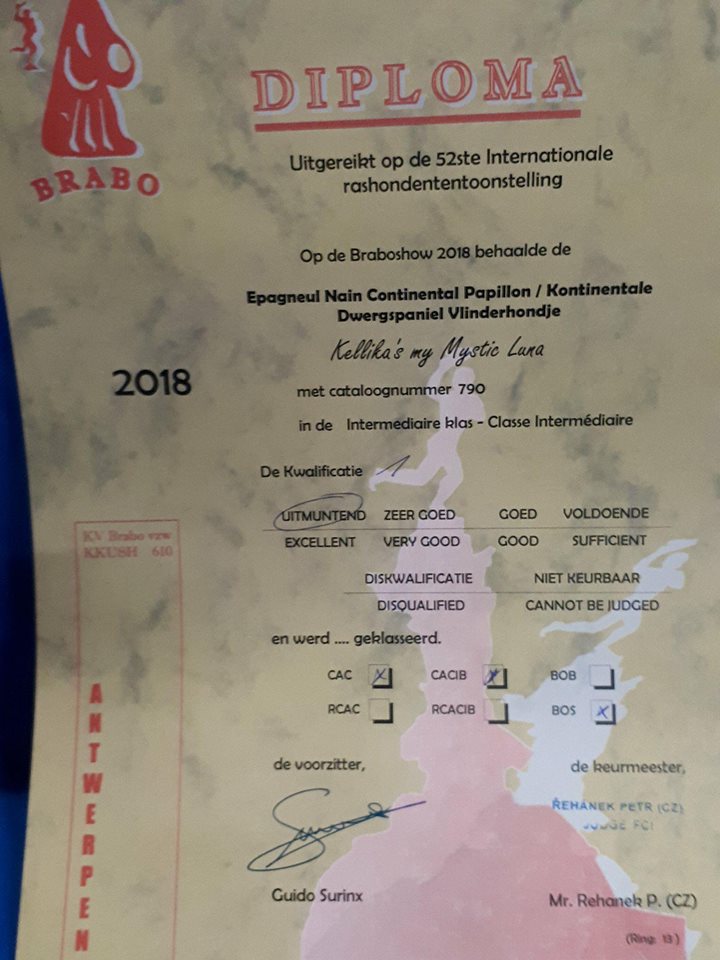 BRABO
DIPLOMA
Uitgereikt op de 52ste Internationale
rashondententoonstelling
Op de Braboshow 2018 behaalde de
Epagneul Nain Continental Papillon / Kontinentale
Dwergspaniel Vlinderhondje
Kellika's my Mystic Luna
2018
met cataloognummer 790
in de Intermediaire klas - Classe Intermédiaire
De Kwalificatie 1
UITMUNTEND ZEER GOED GOED VOLDOENDE
EXCELLENT VERY GOOD GOOD SUFFICIENT
KV Brabo vzw
KKUSH 610
DISKWALIFICATIE NIET KEURBAAR
DISQUALIFIED CANNOT BE JUDGED
en werd .... geklasseerd.
CAC X CACIB X BOB
RCAC RCACIB BOS X
ANTWERPEN
de voorzitter, de keurmeester,
ŘEHÁNEK PETR (CZ)
JUDGE FCI
Guido Surinx Mr. Rehanek P. (CZ)
(Ring: 13)